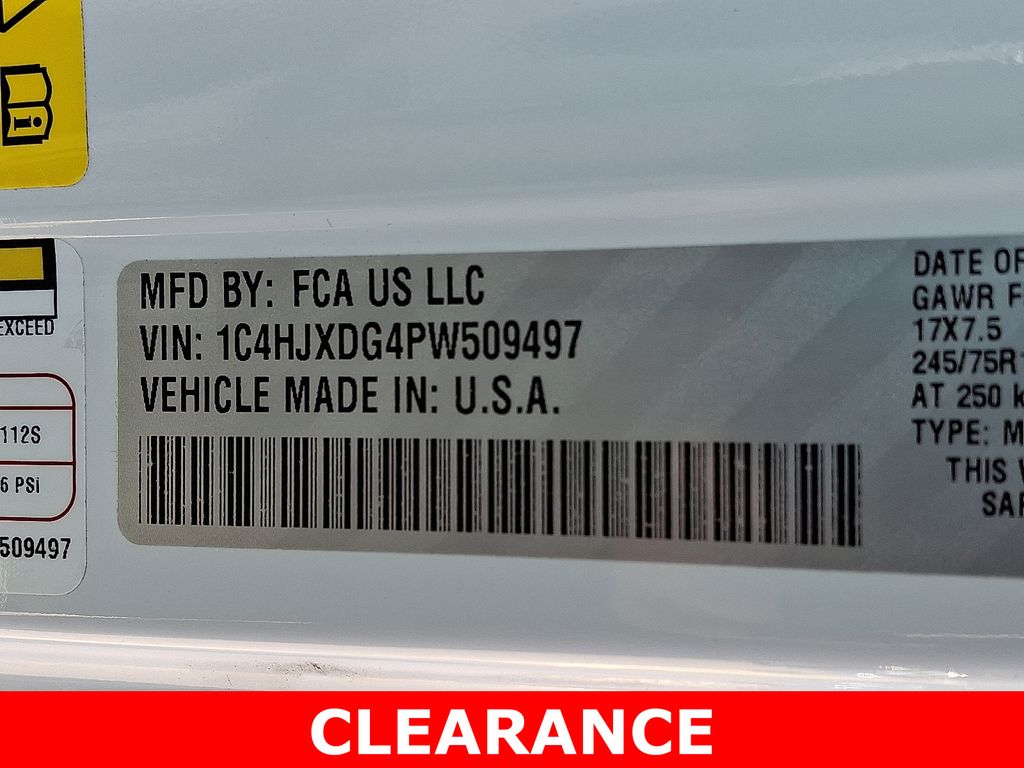 MFD BY: FCA US LLC
VIN: 1C4HJXDG4PW509497
VEHICLE MADE IN: U.S.A.
DATE OF
GAWR F
17X7.5
245/75R1
AT 250 k
TYPE: M
THIS V
SAF
EXCEED
112S
6 PSi
509497
i
CLEARANCE